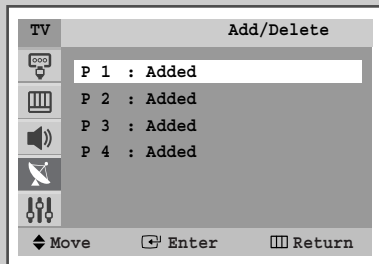 TV Add/Delete
P 1 : Added
P 2 : Added
P 3 : Added
P 4 : Added
Move Enter Return